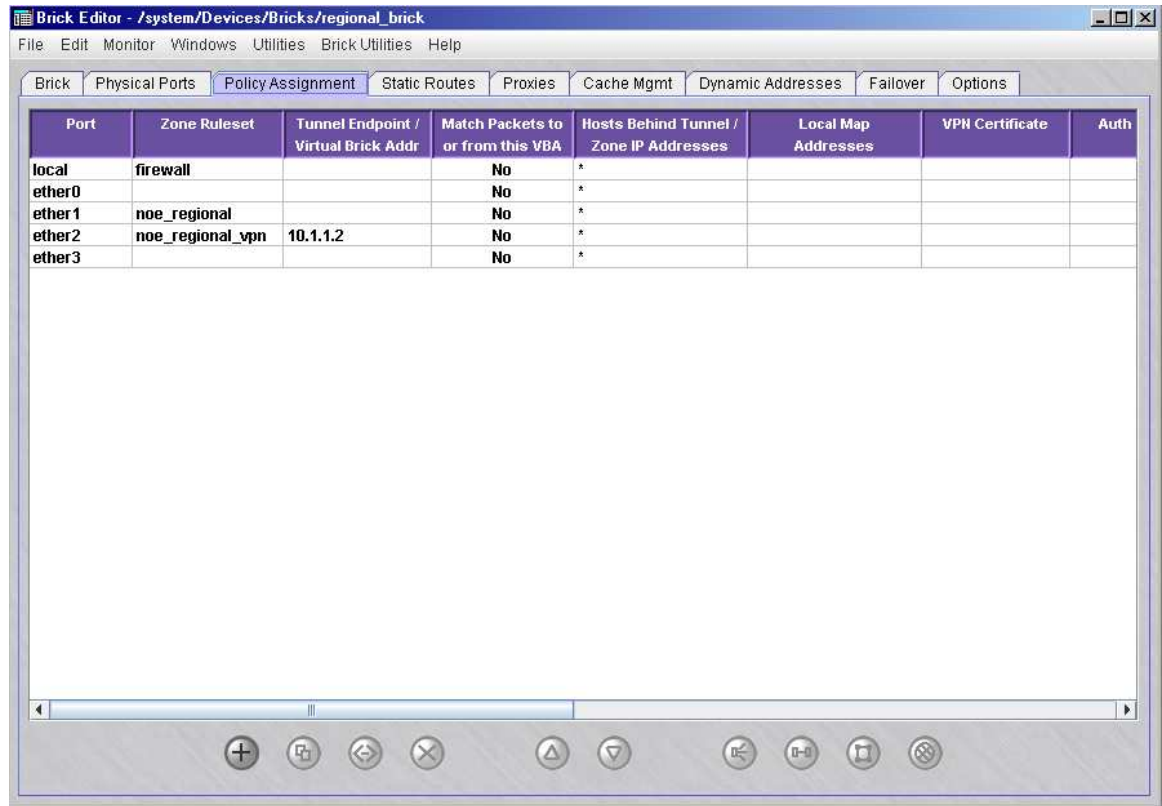 Brick Editor - /system/Devices/Bricks/regional_brick
File Edit Monitor Windows Utilities Brick Utilities Help
Brick Physical Ports Policy Assignment Static Routes Proxies Cache Mgmt Dynamic Addresses Failover Options
Port Zone Ruleset Tunnel Endpoint / Match Packets to Hosts Behind Tunnel / Local Map VPN Certificate Auth
Virtual Brick Addr or from this VBA Zone IP Addresses Addresses
local firewall No *
ether0 No *
ether1 noe_regional No *
ether2 noe_regional_vpn 10.1.1.2 No *
ether3 No *